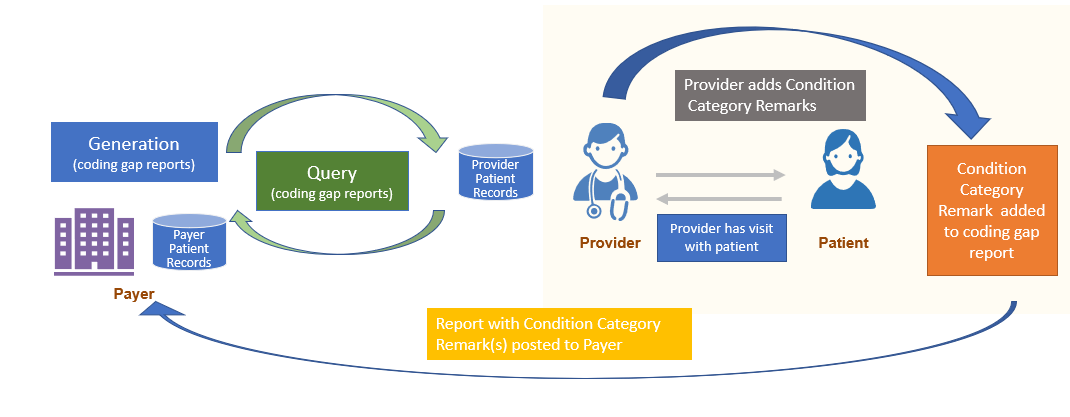 Generation
(coding gap reports)
Query
(coding gap reports)
Provider
Patient
Records
Payer
Patient
Records
Payer
Provider adds Condition
Category Remarks
Provider
Provider has visit
with patient
Patient
Condition
Category
Remark added
to coding gap
report
Report with Condition Category
Remark(s) posted to Payer